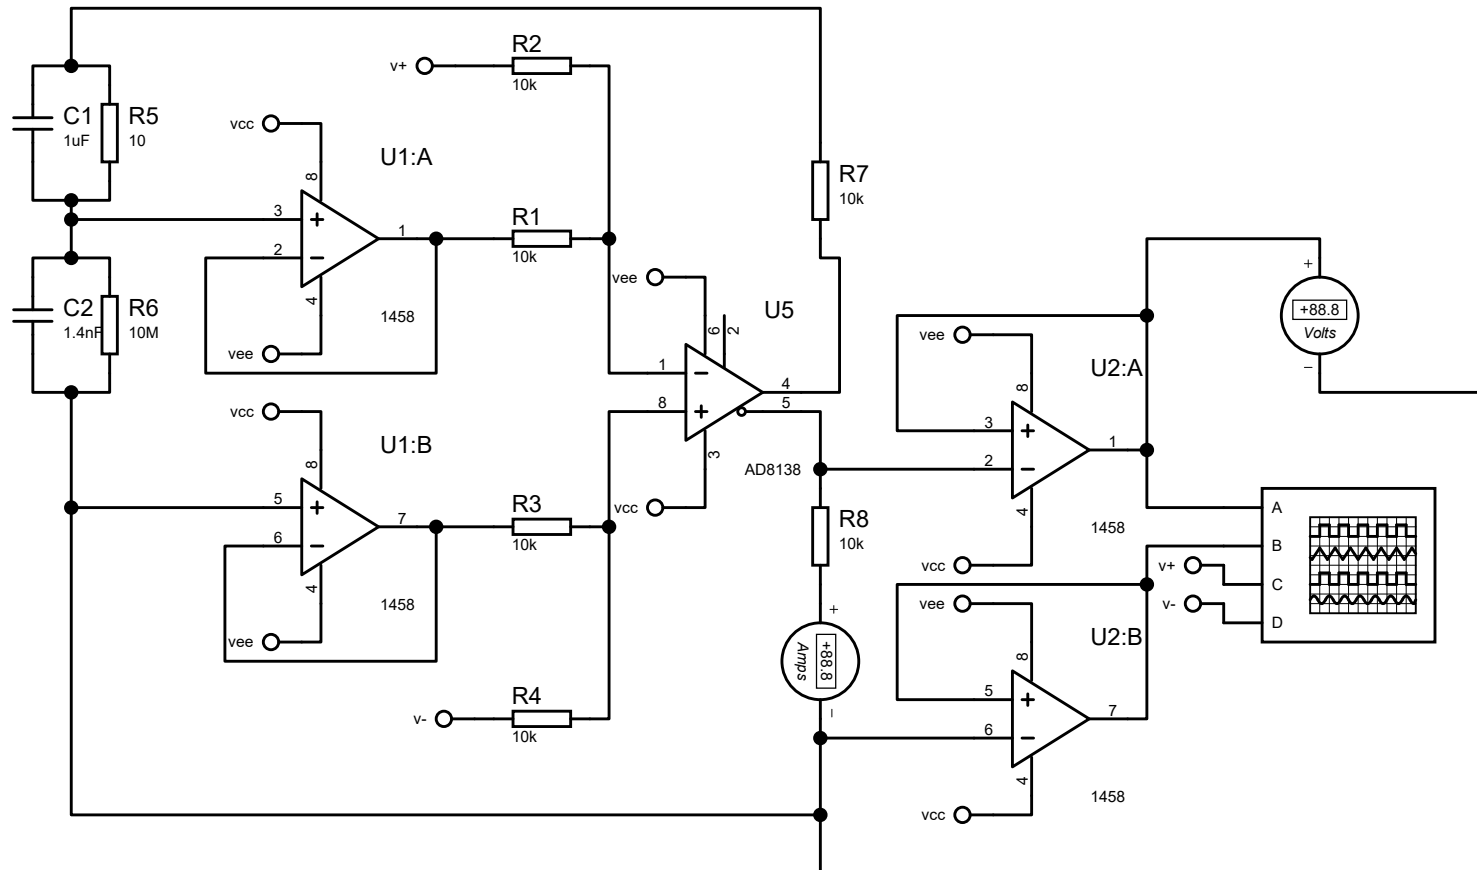 R2
v+
10k
C1
1uF
R5
10
vcc
U1:A
8
3
+
2
−
1
4
1458
vee
R1
10k
R7
10k
vee
U5
6
2
1
−
8
+
4
5
3
AD8138
vcc
C2
1.4nF
R6
10M
vcc
U1:B
8
5
+
6
−
7
4
1458
vee
R3
10k
R4
v-
10k
R8
10k
+
+88.8
Amps
−
vee
U2:A
8
3
+
2
−
1
4
1458
vcc
+
+88.8
Volts
−
vee
U2:B
8
5
+
6
−
7
4
1458
vcc
A
B
v+
C
v-
D